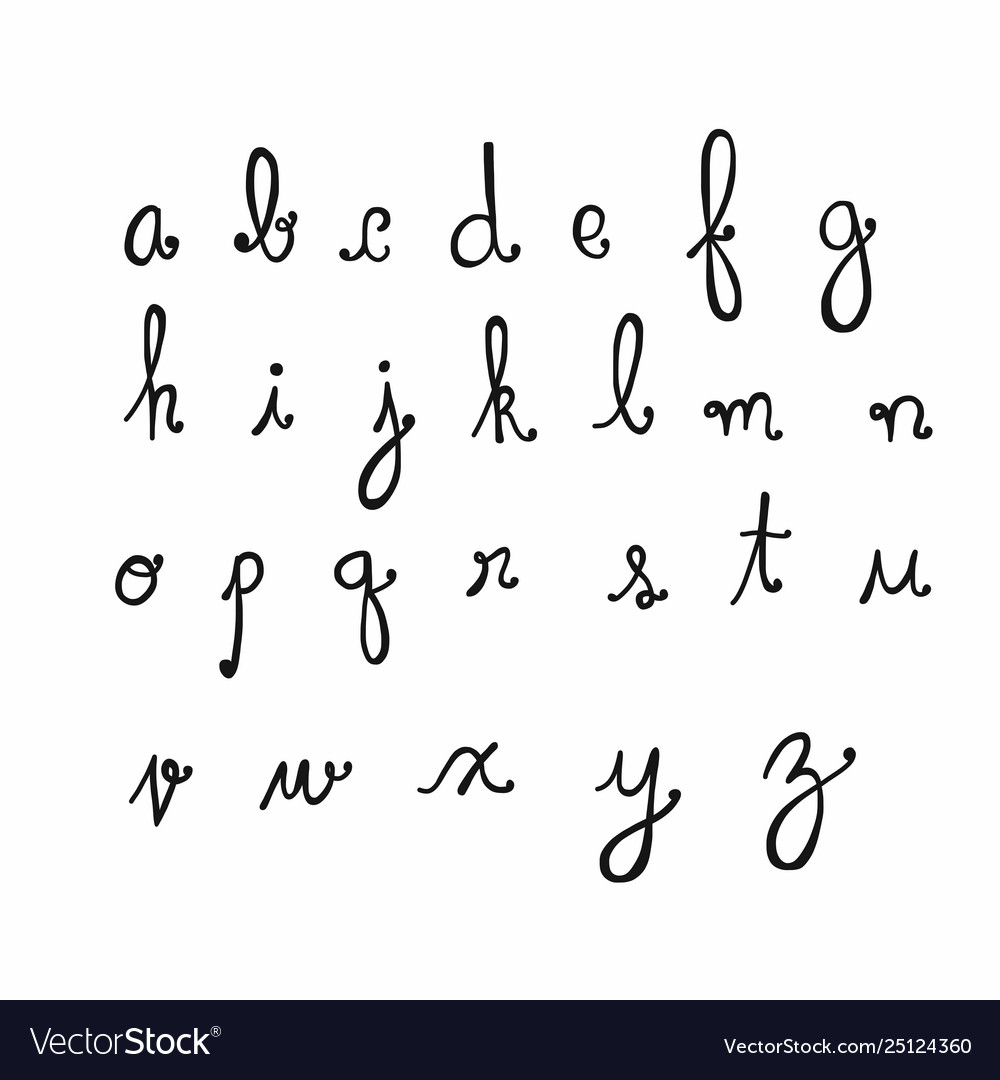 a b c d e f g
h i j k l m n
o p q r s t u
v w x y z
VectorStock® VectorStock.com/25124360